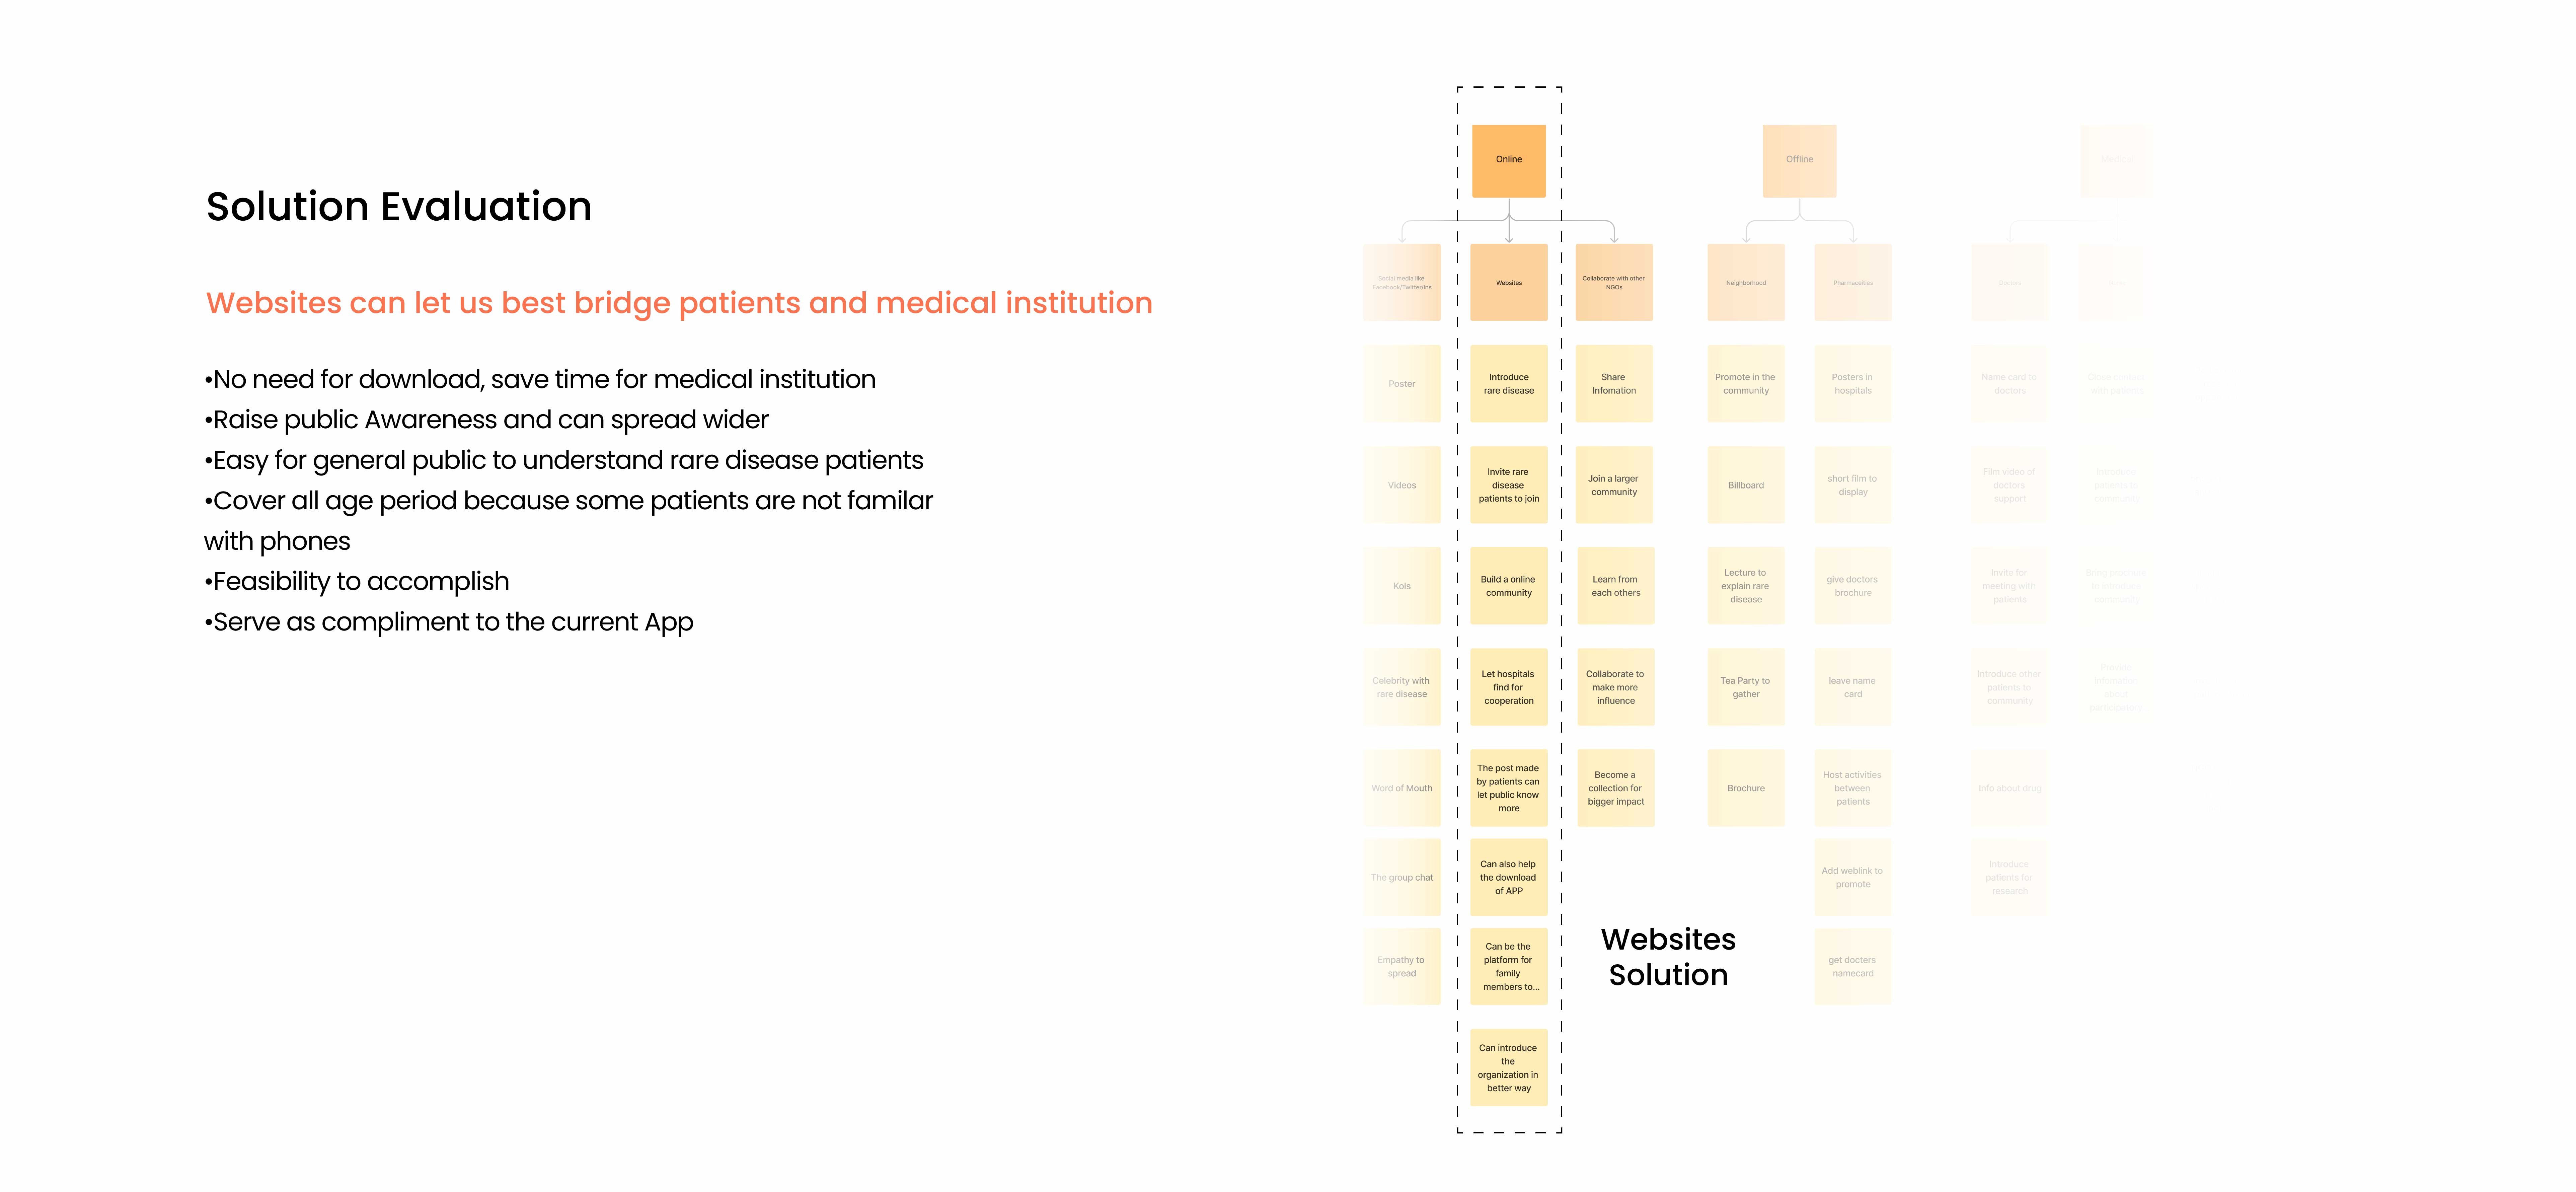 Solution Evaluation
Websites can let us best bridge patients and medical institution
•No need for download, save time for medical institution
•Raise public Awareness and can spread wider
•Easy for general public to understand rare disease patients
•Cover all age period because some patients are not familar
with phones
•Feasibility to accomplish
•Serve as compliment to the current App
Online
Social media like
Facebook/Twitter/Ins
Poster
Videos
Kols
Celebrity with
rare disease
Word of Mouth
The group chat
Empathy to
spread
Websites
Introduce
rare disease
Invite rare
disease
patients to join
Build a online
community
Let hospitals
find for
cooperation
The post made
by patients can
let public know
more
Can also help
the download
of APP
Can be the
platform for
family
members to...
Can introduce
the
organization in
better way
Collaborate with other
NGOs
Share
Infomation
Join a larger
community
Learn from
each others
Collaborate to
make more
influence
Become a
collection for
bigger impact
Websites
Solution
Offline
Neighborhood
Promote in the
community
Billboard
Lecture to
explain rare
disease
Tea Party to
gather
Brochure
Pharmaceities
Posters in
hospitals
short film to
display
give doctors
brochure
leave name
card
Host activities
between
patients
Add weblink to
promote
get docters
namecard
Name card to
doctors
Film video of
doctors
support
Invite for
meeting with
patients
Introduce other
patients to
community
Info about drug
Introduce
patients for
research